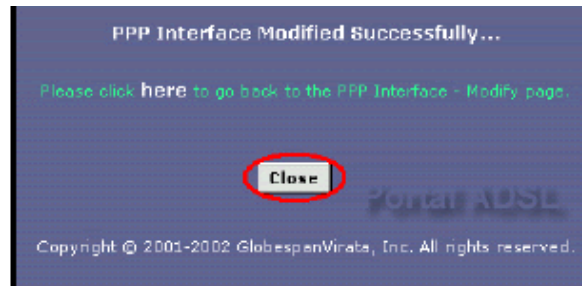 PPP Interface Modified Successfully...
Please click here to go back to the PPP Interface - Modify page.
Close
Portal ADSL
Copyright © 2001-2002 GlobespanVirata, Inc. All rights reserved.